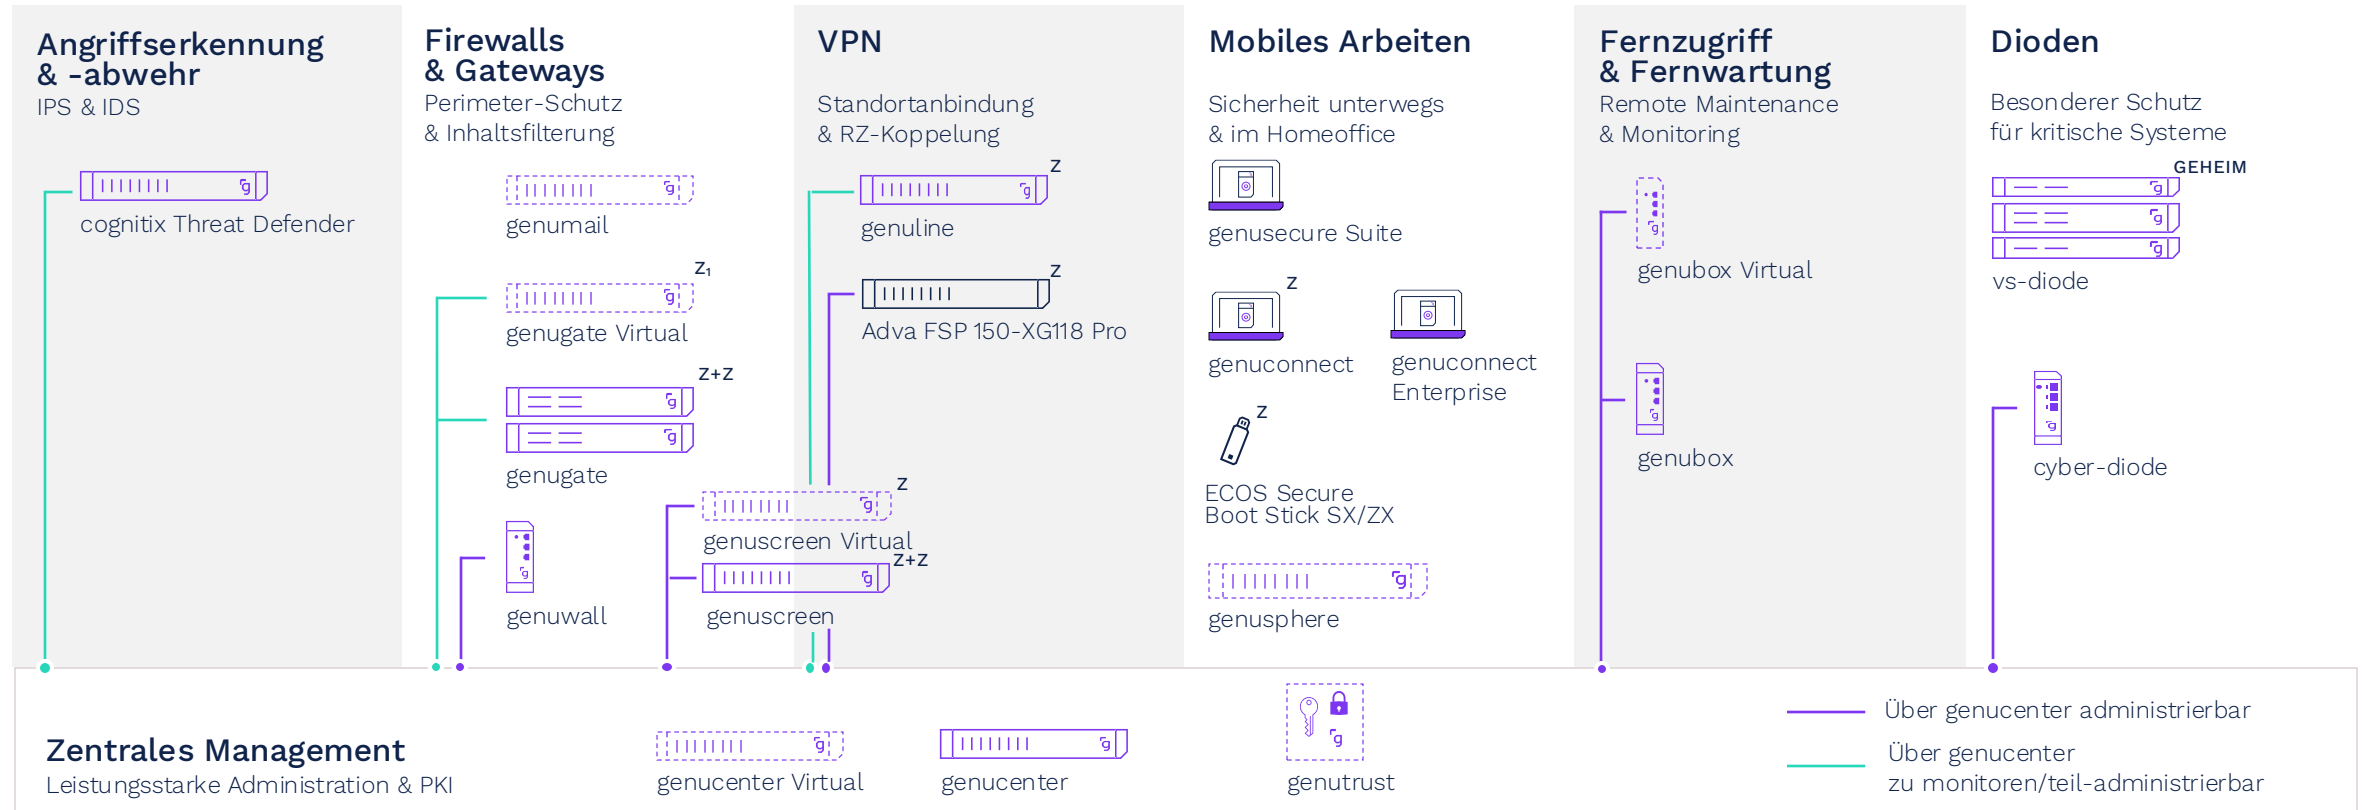 Angriffserkennung
& -abwehr
IPS & IDS
cognitix Threat Defender
Firewalls
& Gateways
Perimeter-Schutz
& Inhaltsfilterung
genumail
Z₁
genugate Virtual
Z+Z
genugate
genuwall
Z
genuscreen Virtual
Z+Z
genuscreen
VPN
Standortanbindung
& RZ-Koppelung
Z
genuline
Z
Adva FSP 150-XG118 Pro
Mobiles Arbeiten
Sicherheit unterwegs
& im Homeoffice
genusecure Suite
Z
genuconnect
genuconnect
Enterprise
Z
ECOS Secure
Boot Stick SX/ZX
genusphere
Fernzugriff
& Fernwartung
Remote Maintenance
& Monitoring
genubox Virtual
genubox
Dioden
Besonderer Schutz
für kritische Systeme
GEHEIM
vs-diode
cyber-diode
Zentrales Management
Leistungsstarke Administration & PKI
genucenter Virtual
genucenter
genutrust
Über genucenter administrierbar
Über genucenter
zu monitoren/teil-administrierbar